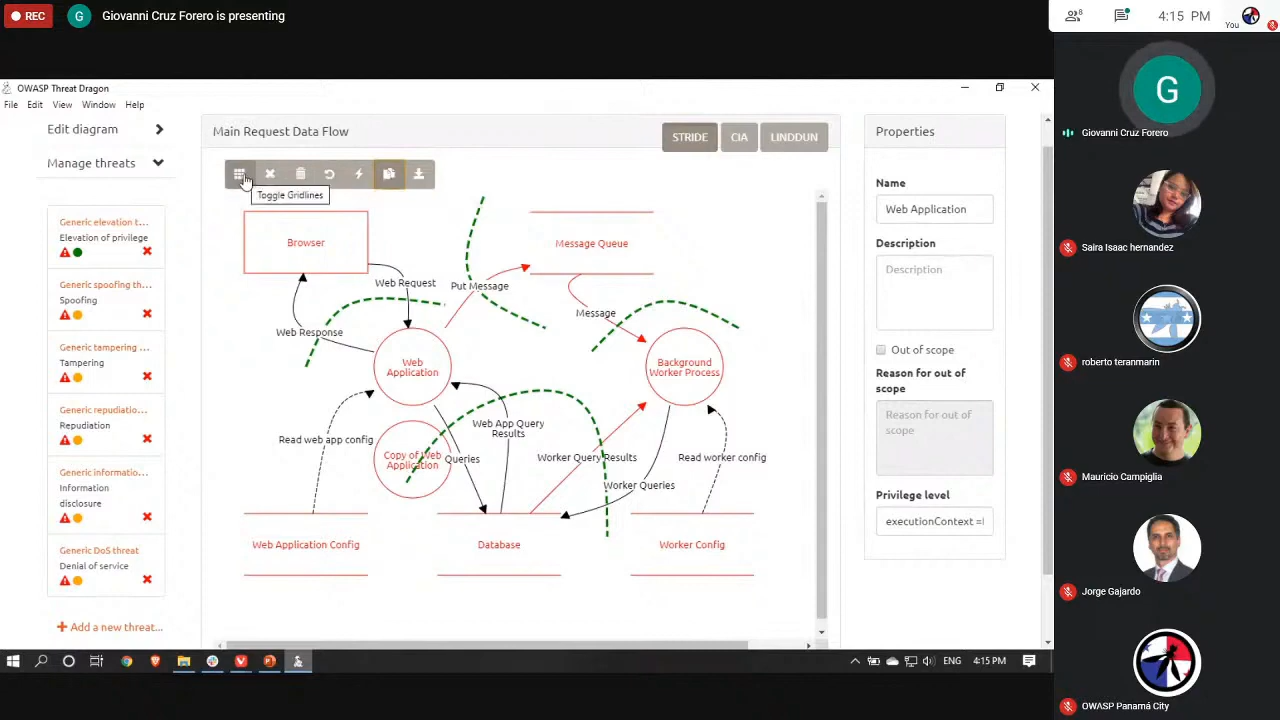 REC
G
Giovanni Cruz Forero is presenting
8
4:15 PM
You
OWASP Threat Dragon
File Edit View Window Help
Edit diagram
Manage threats
Generic elevation t...
Elevation of privilege
Generic spoofing th...
Spoofing
Generic tampering ...
Tampering
Generic repudiatio...
Repudiation
Generic informatio...
Information
disclosure
Generic DoS threat
Denial of service
Add a new threat...
Main Request Data Flow
STRIDE
CIA
LINDDUN
Toggle Gridlines
Browser
Message Queue
Web Request
Put Message
Message
Web Response
Web
Application
Background
Worker Process
Read web app config
Copy of Web
Application
Queries
Web App Query
Results
Worker Query Results
Worker Queries
Read worker config
Web Application Config
Database
Worker Config
Properties
Name
Web Application
Description
Description
Out of scope
Reason for out of
scope
Reason for out of
scope
Privilege level
executionContext =
ENG
4:15 PM
G
Giovanni Cruz Forero
Saira Isaac hernandez
roberto teranmarin
Mauricio Campiglia
Jorge Gajardo
OWASP Panamá City